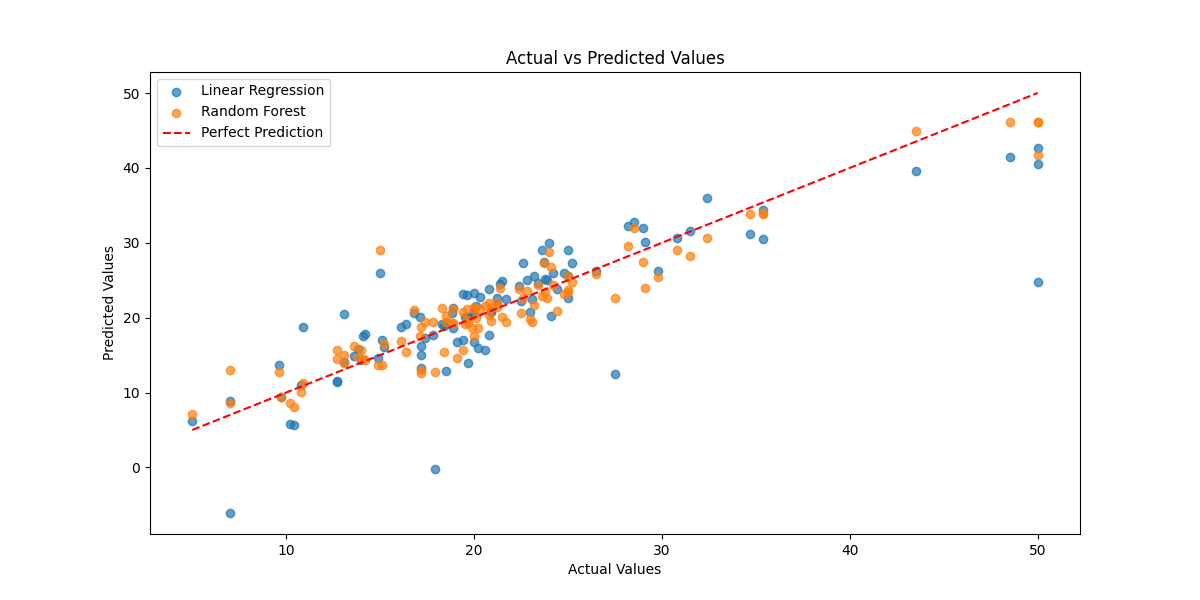 Actual vs Predicted Values
Linear Regression
Random Forest
Perfect Prediction
50
40
30
20
10
0
Predicted Values
10
20
30
40
50
Actual Values